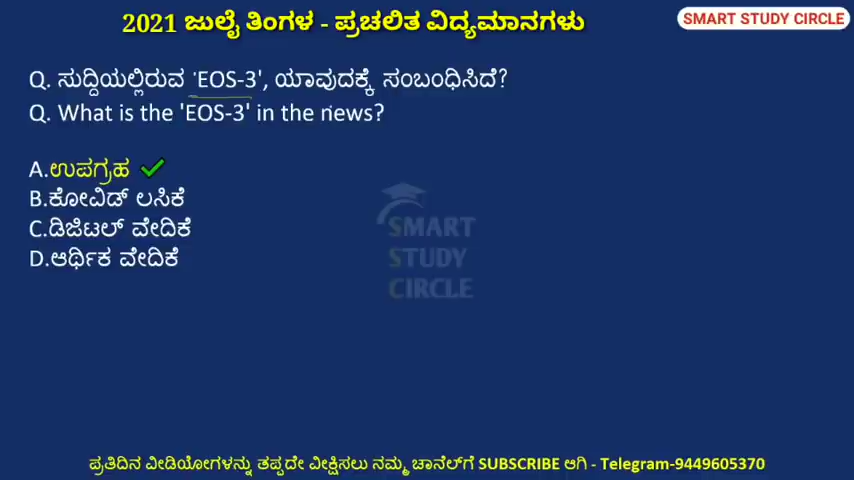 2021 ಜುಲೈ ತಿಂಗಳ - ಪ್ರಚಲಿತ ವಿದ್ಯಮಾನಗಳು
SMART STUDY CIRCLE
Q. ಸುದ್ದಿಯಲ್ಲಿರುವ 'EOS-3', ಯಾವುದಕ್ಕೆ ಸಂಬಂಧಿಸಿದೆ?
Q. What is the 'EOS-3' in the news?
A.ಉಪಗ್ರಹ
B.ಕೋವಿಡ್ ಲಸಿಕೆ
C.ಡಿಜಿಟಲ್ ವೇದಿಕೆ
D.ಆರ್ಥಿಕ ವೇದಿಕೆ
SMART
STUDY
CIRCLE
ಪ್ರತಿದಿನ ವೀಡಿಯೋಗಳನ್ನು ತಪ್ಪದೇ ವೀಕ್ಷಿಸಲು ನಮ್ಮ ಚಾನೆಲ್‌ಗೆ SUBSCRIBE ಆಗಿ - Telegram-9449605370